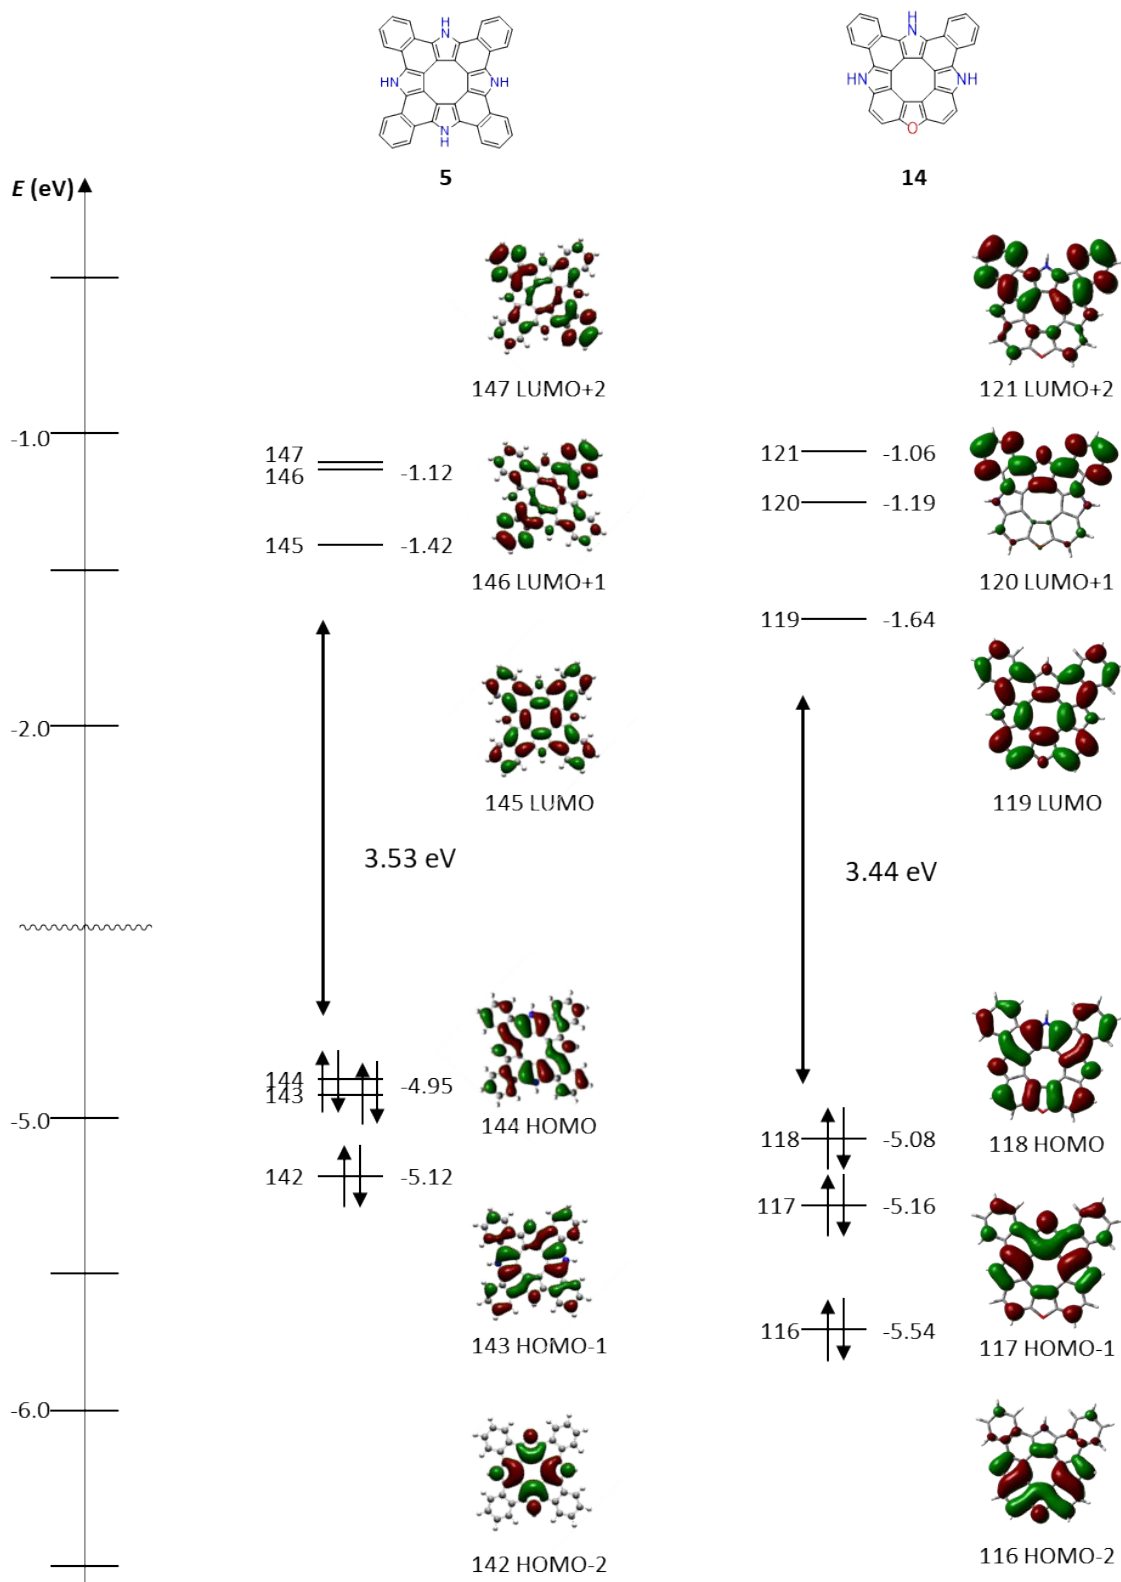 H
N
HN
NH
N
H
5
H
N
HN
NH
O
14
E (eV)
-1.0
-2.0
-5.0
-6.0
147
146
-1.12
145
-1.42
3.53 eV
144
143
-4.95
142
-5.12
147 LUMO+2
146 LUMO+1
145 LUMO
144 HOMO
143 HOMO-1
142 HOMO-2
121
-1.06
120
-1.19
119
-1.64
3.44 eV
118
-5.08
117
-5.16
116
-5.54
121 LUMO+2
120 LUMO+1
119 LUMO
118 HOMO
117 HOMO-1
116 HOMO-2